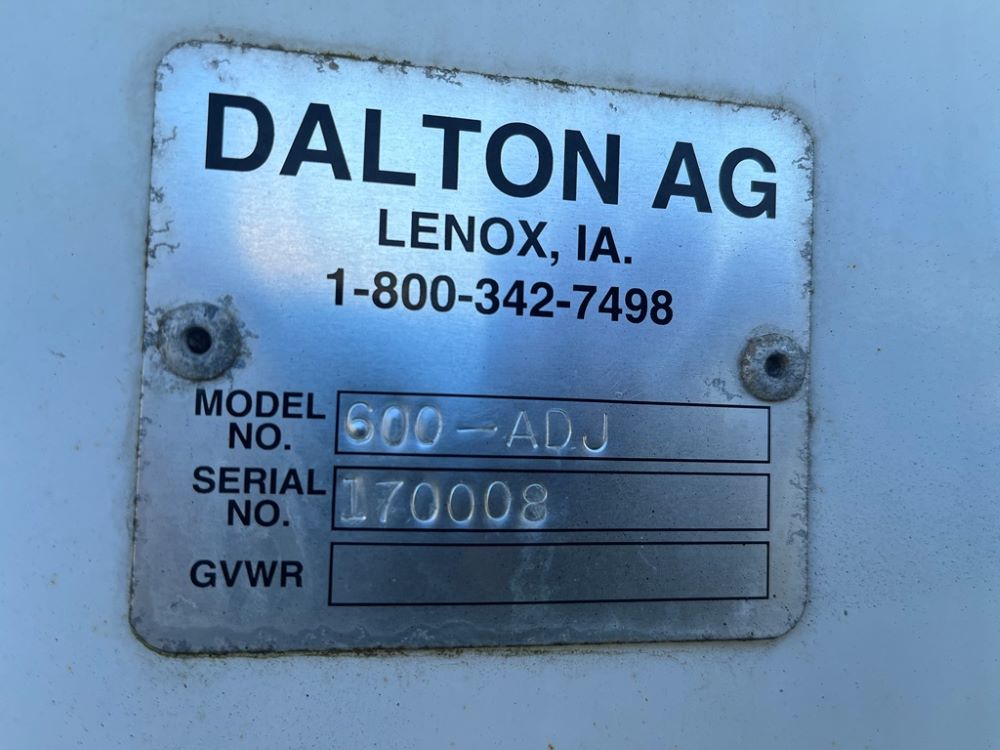 DALTON AG
LENOX, IA.
1-800-342-7498
MODEL NO. 600-ADJ
SERIAL NO. 170008
GVWR